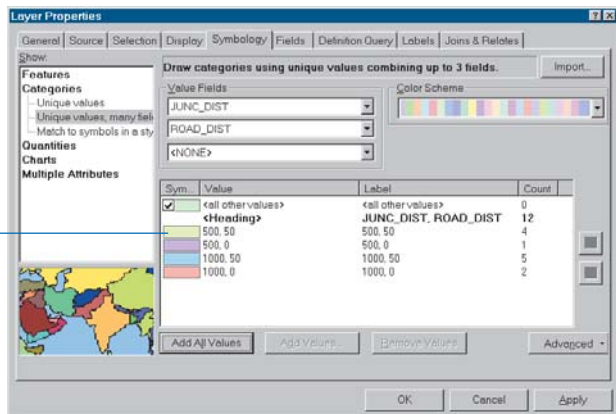 Layer Properties
General Source Selection Display Symbology Fields Definition Query Labels Joins & Relates
Show:
Features
Categories
Unique values
Unique values, many fiel
Match to symbols in a sty
Quantities
Charts
Multiple Attributes
Draw categories using unique values combining up to 3 fields.
Import...
Value Fields
JUNC_DIST
ROAD_DIST
<NONE>
Color Scheme
Sym... Value Label Count
<all other values> <all other values> 0
<Heading> JUNC_DIST, ROAD_DIST 12
500, 50 500, 50 4
500, 0 500, 0 1
1000, 50 1000, 50 5
1000, 0 1000, 0 2
Add All Values Add Values... Remove Values Advanced
OK Cancel Apply